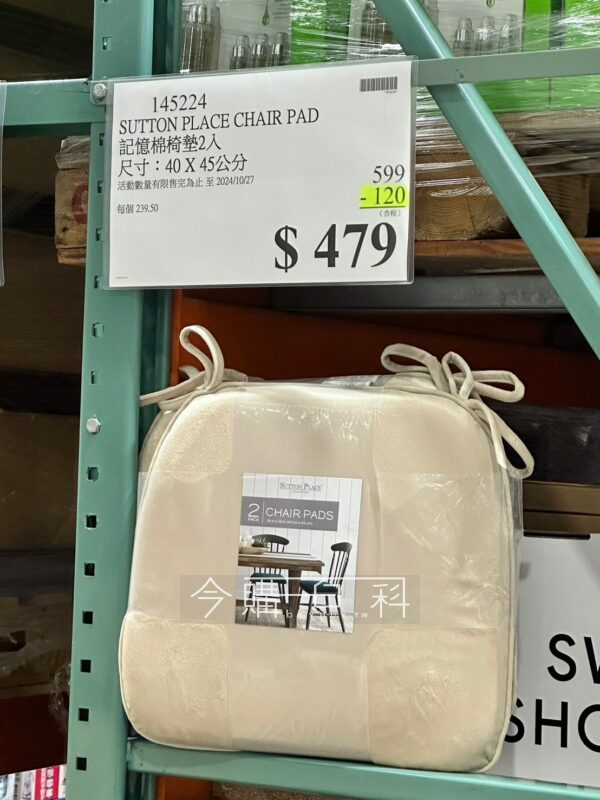 145224
SUTTON PLACE CHAIR PAD
記憶棉椅墊2入
尺寸：40 X 45公分
活動數量有限售完為止 至 2024/10/27
599
- 120
(含稅)
每個 239.50
$ 479
SUTTON PLACE
2 PACK
CHAIR PADS
今購百科
SW
SHO